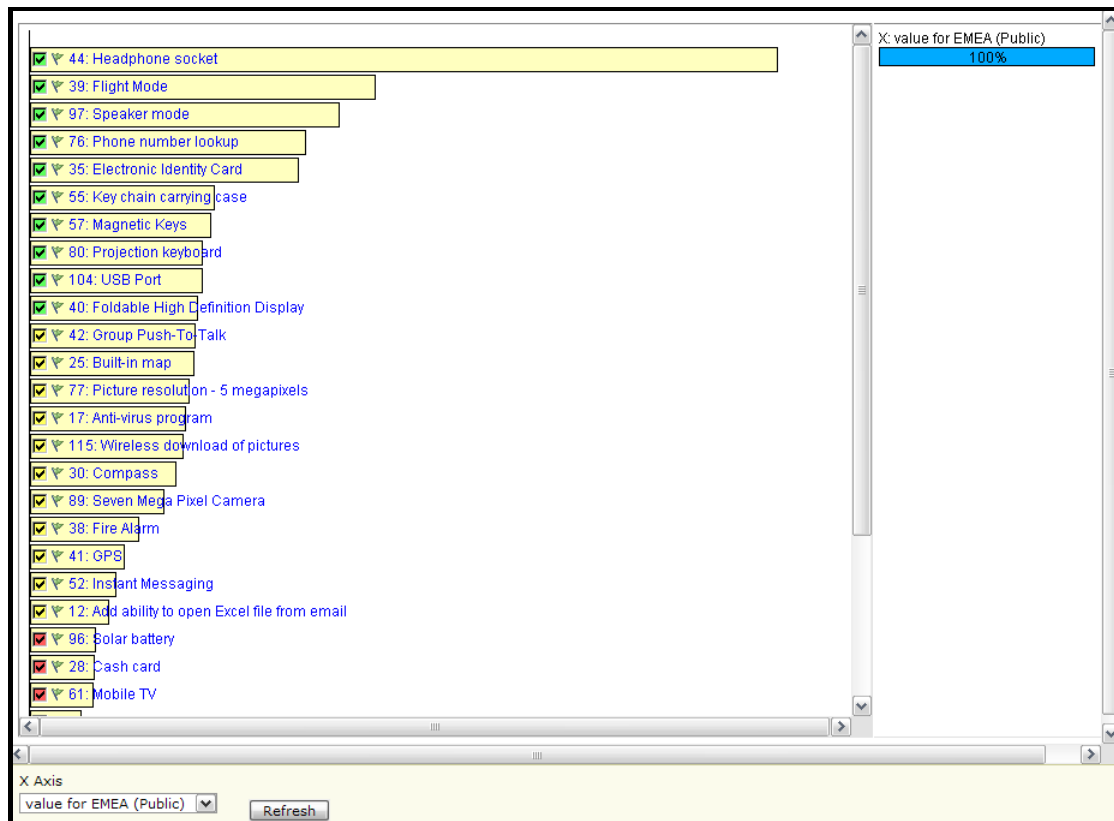 44: Headphone socket
39: Flight Mode
97: Speaker mode
76: Phone number lookup
35: Electronic Identity Card
55: Key chain carrying case
57: Magnetic Keys
80: Projection keyboard
104: USB Port
40: Foldable High Definition Display
42: Group Push-To-Talk
25: Built-in map
77: Picture resolution - 5 megapixels
17: Anti-virus program
115: Wireless download of pictures
30: Compass
89: Seven Mega Pixel Camera
38: Fire Alarm
41: GPS
52: Instant Messaging
12: Add ability to open Excel file from email
96: Solar battery
28: Cash card
61: Mobile TV
X: value for EMEA (Public)
100%
X Axis
value for EMEA (Public)
Refresh